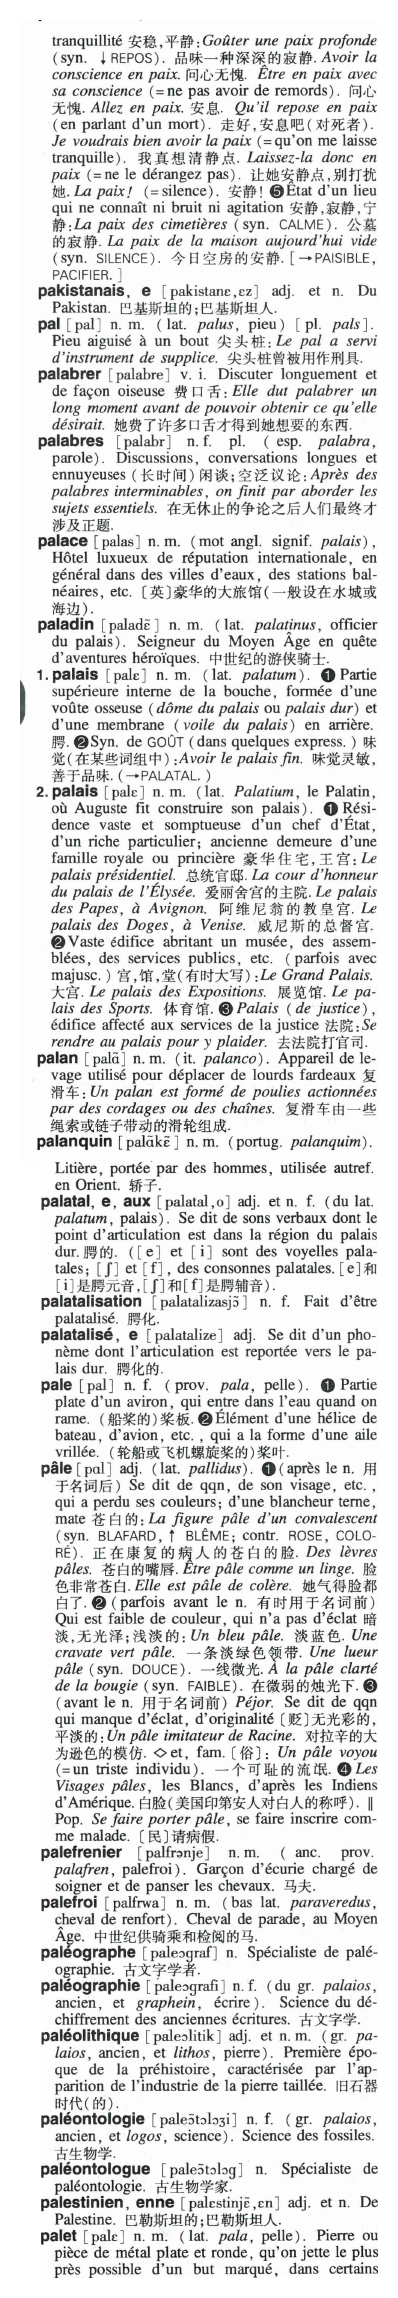 tranquillité 安稳,平静:Goûter une paix profonde
(syn. ↓REPOS). 品味一种深深的寂静. Avoir la
conscience en paix. 问心无愧. Être en paix avec
sa conscience (=ne pas avoir de remords). 问心
无愧. Allez en paix. 安息. Qu'il repose en paix
(en parlant d'un mort). 走好,安息吧(对死者).
Je voudrais bien avoir la paix (=qu'on me laisse
tranquille). 我真想清静点. Laissez-la donc en
paix (=ne le dérangez pas). 让她安静点,别打扰
她. La paix! (=silence). 安静! ❺État d'un lieu
qui ne connaît ni bruit ni agitation 安静,寂静,宁
静:La paix des cimetières (syn. CALME). 公墓
的寂静. La paix de la maison aujourd'hui vide
(syn. SILENCE). 今日空房的安静. [→PAISIBLE,
PACIFIER.]
pakistanais, e [pakistanɛ,ɛz] adj. et n. Du
Pakistan. 巴基斯坦的;巴基斯坦人.
pal [pal] n. m. (lat. palus, pieu) [pl. pals].
Pieu aiguisé à un bout 尖头桩: Le pal a servi
d'instrument de supplice. 尖头桩曾被用作刑具.
palabrer [palabre] v. i. Discuter longuement et
de façon oiseuse 费口舌: Elle dut palabrer un
long moment avant de pouvoir obtenir ce qu'elle
désirait. 她费了许多口舌才得到她想要的东西.
palabres [palabr] n. f. pl. (esp. palabra,
parole). Discussions, conversations longues et
ennuyeuses (长时间)闲谈;空泛议论:Après des
palabres interminables, on finit par aborder les
sujets essentiels. 在无休止的争论之后人们最终才
涉及正题.
palace [palas] n. m. (mot angl. signif. palais),
Hôtel luxueux de réputation internationale, en
général dans des villes d'eaux, des stations bal-
néaires, etc. [英]豪华的大旅馆(一般设在水城或
海边).
paladin [paladɛ̃] n. m. (lat. palatinus, officier
du palais). Seigneur du Moyen Âge en quête
d'aventures héroïques. 中世纪的游侠骑士.
1. palais [palɛ] n. m. (lat. palatum). ❶ Partie
supérieure interne de la bouche, formée d'une
voûte osseuse (dôme du palais ou palais dur) et
d'une membrane (voile du palais) en arrière.
腭. ❷Syn. de GOÛT (dans quelques express.) 味
觉(在某些词组中):Avoir le palais fin. 味觉灵敏,
善于品味. (→PALATAL.)
2. palais [palɛ] n. m. (lat. Palatium, le Palatin,
où Auguste fit construire son palais). ❶ Rési-
dence vaste et somptueuse d'un chef d'État,
d'un riche particulier; ancienne demeure d'une
famille royale ou princière 豪华住宅,王宫: Le
palais présidentiel. 总统官邸. La cour d'honneur
du palais de l'Élysée. 爱丽舍宫的主院. Le palais
des Papes, à Avignon. 阿维尼翁的教皇宫. Le
palais des Doges, à Venise. 威尼斯的总督宫.
❷Vaste édifice abritant un musée, des assem-
blées, des services publics, etc. (parfois avec
majusc.) 宫,馆,堂(有时大写):Le Grand Palais.
大宫. Le palais des Expositions. 展览馆. Le pa-
lais des Sports. 体育馆. ❸Palais (de justice),
édifice affecté aux services de la justice 法院:Se
rendre au palais pour y plaider. 去法院打官司.
palan [palɑ̃] n. m. (it. palanco). Appareil de le-
vage utilisé pour déplacer de lourds fardeaux 复
滑车: Un palan est formé de poulies actionnées
par des cordages ou des chaînes. 复滑车由一些
绳索或链子带动的滑轮组成.
palanquin [palɑ̃kɛ̃] n. m. (portug. palanquim).
Litière, portée par des hommes, utilisée autref.
en Orient. 轿子.
palatal, e, aux [palatal,o] adj. et n. f. (du lat.
palatum, palais). Se dit de sons verbaux dont le
point d'articulation est dans la région du palais
dur. 腭的. ([e] et [i] sont des voyelles pala-
tales; [ʃ] et [f], des consonnes palatales. [e]和
[i]是腭元音,[ʃ]和[f]是腭辅音).
palatalisation [palatalizasjɔ̃] n. f. Fait d'être
palatalisé. 腭化.
palatalisé, e [palatalize] adj. Se dit d'un pho-
nème dont l'articulation est reportée vers le pa-
lais dur. 腭化的.
pale [pal] n. f. (prov. pala, pelle). ❶ Partie
plate d'un aviron, qui entre dans l'eau quand on
rame. (船桨的)桨板. ❷Élément d'une hélice de
bateau, d'avion, etc., qui a la forme d'une aile
vrillée. (轮船或飞机螺旋桨的)桨叶.
pâle [pɑl] adj. (lat. pallidus). ❶(après le n. 用
于名词后) Se dit de qqn, de son visage, etc.,
qui a perdu ses couleurs; d'une blancheur terne,
mate 苍白的: La figure pâle d'un convalescent
(syn. BLAFARD, ↑ BLÊME; contr. ROSE, COLO-
RÉ). 正在康复的病人的苍白的脸. Des lèvres
pâles. 苍白的嘴唇. Être pâle comme un linge. 脸
色非常苍白. Elle est pâle de colère. 她气得脸都
白了. ❷ (parfois avant le n. 有时用于名词前)
Qui est faible de couleur, qui n'a pas d'éclat 暗
淡,无光泽;浅淡的: Un bleu pâle. 淡蓝色. Une
cravate vert pâle. 一条淡绿色领带. Une lueur
pâle (syn. DOUCE). 一线微光. À la pâle clarté
de la bougie (syn. FAIBLE). 在微弱的烛光下. ❸
(avant le n. 用于名词前) Péjor. Se dit de qqn
qui manque d'éclat, d'originalité [贬]无光彩的,
平淡的: Un pâle imitateur de Racine. 对拉辛的大
为逊色的模仿. ◇et, fam. [俗]: Un pâle voyou
(=un triste individu). 一个可耻的流氓. ❹ Les
Visages pâles, les Blancs, d'après les Indiens
d'Amérique. 白脸(美国印第安人对白人的称呼). ‖
Pop. Se faire porter pâle, se faire inscrire com-
me malade. [民]请病假.
palefrenier [palfrənje] n. m. (anc. prov.
palafren, palefroi). Garçon d'écurie chargé de
soigner et de panser les chevaux. 马夫.
palefroi [palfrwa] n. m. (bas lat. paraveredus,
cheval de renfort). Cheval de parade, au Moyen
Âge. 中世纪供骑乘和检阅的马.
paléographe [paleɔgraf] n. Spécialiste de palé-
ographie. 古文字学者.
paléographie [paleɔgrafi] n. f. (du gr. palaios,
ancien, et graphein, écrire). Science du dé-
chiffrement des anciennes écritures. 古文字学.
paléolithique [paleɔlitik] adj. et n. m. (gr. pa-
laios, ancien, et lithos, pierre). Première épo-
que de la préhistoire, caractérisée par l'ap-
parition de l'industrie de la pierre taillée. 旧石器
时代(的).
paléontologie [paleɔ̃tɔlɔʒi] n. f. (gr. palaios,
ancien, et logos, science). Science des fossiles.
古生物学.
paléontologue [paleɔ̃tɔlɔg] n. Spécialiste de
paléontologie. 古生物学家.
palestinien, enne [palɛstinjɛ̃,ɛn] adj. et n. De
Palestine. 巴勒斯坦的;巴勒斯坦人.
palet [palɛ] n. m. (lat. pala, pelle). Pierre ou
pièce de métal plate et ronde, qu'on jette le plus
près possible d'un but marqué, dans certains